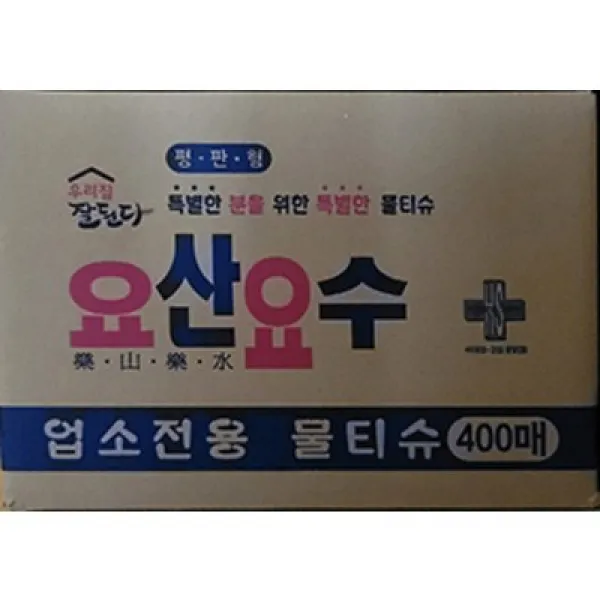 평·판·형
우리집
잘된다
특별한 분을 위한 특별한 물티슈
요산요수
樂·山·樂·水
업소전용 물티슈 400매